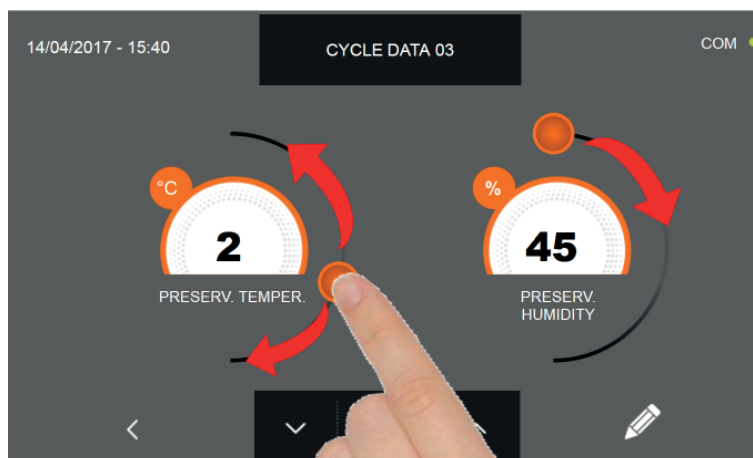 14/04/2017 - 15:40
CYCLE DATA 03
COM
°C
2
PRESERV. TEMPER.
%
45
PRESERV.
HUMIDITY